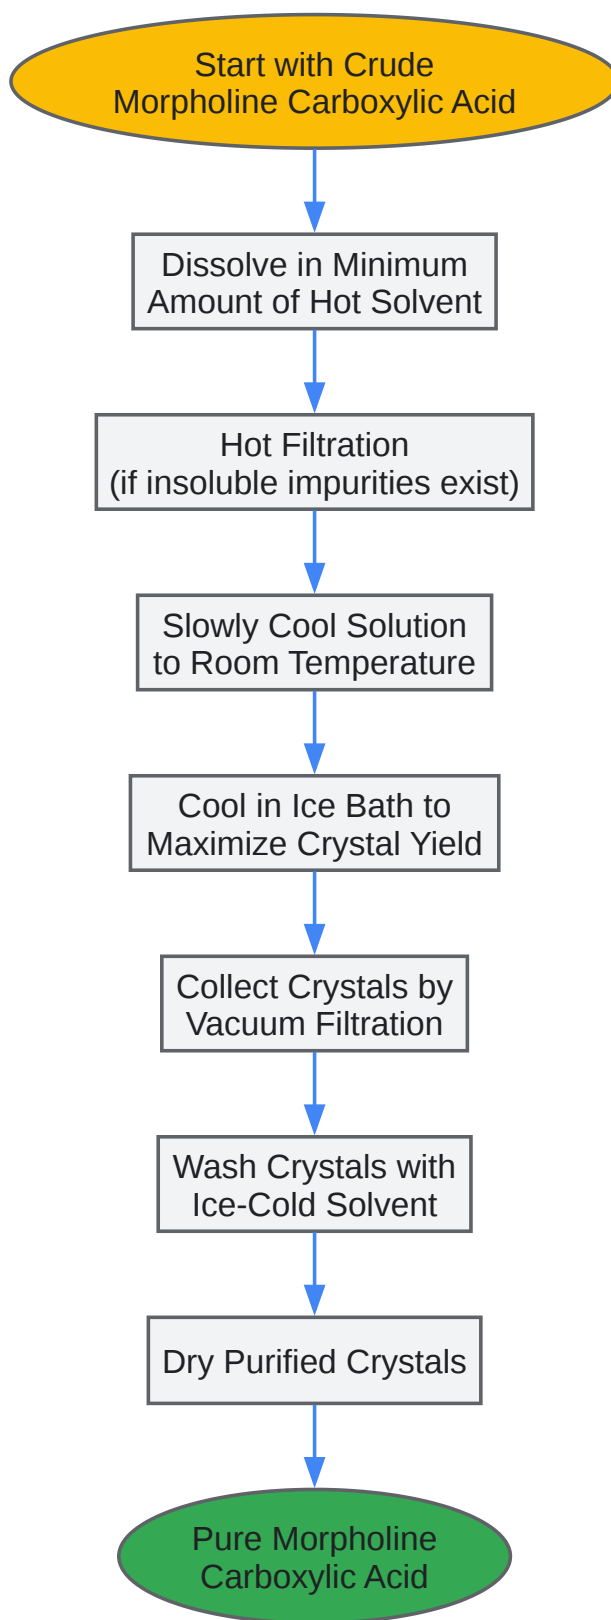 Start with Crude
Morpholine Carboxylic Acid
Dissolve in Minimum
Amount of Hot Solvent
Hot Filtration
(if insoluble impurities exist)
Slowly Cool Solution
to Room Temperature
Cool in Ice Bath to
Maximize Crystal Yield
Collect Crystals by
Vacuum Filtration
Wash Crystals with
Ice-Cold Solvent
Dry Purified Crystals
Pure Morpholine
Carboxylic Acid